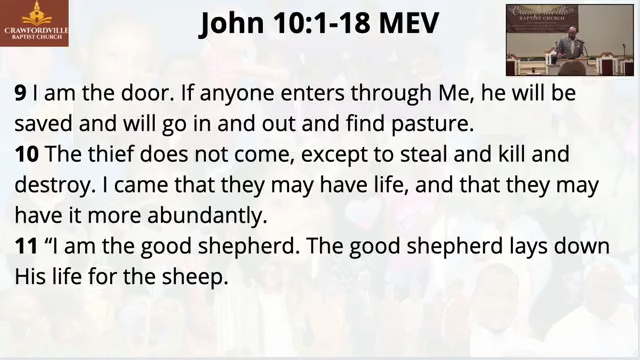 CRAWFORDVILLE
BAPTIST CHURCH
John 10:1-18 MEV
Crawfordville
BAPTIST CHURCH
9 I am the door. If anyone enters through Me, he will be
saved and will go in and out and find pasture.
10 The thief does not come, except to steal and kill and
destroy. I came that they may have life, and that they may
have it more abundantly.
11 “I am the good shepherd. The good shepherd lays down
His life for the sheep.